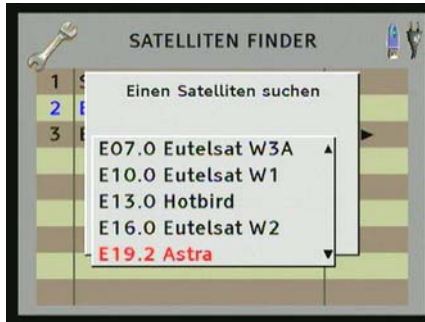 SATELLITEN FINDER
1 S
2 E
3 E
Einen Satelliten suchen
E07.0 Eutelsat W3A
E10.0 Eutelsat W1
E13.0 Hotbird
E16.0 Eutelsat W2
E19.2 Astra